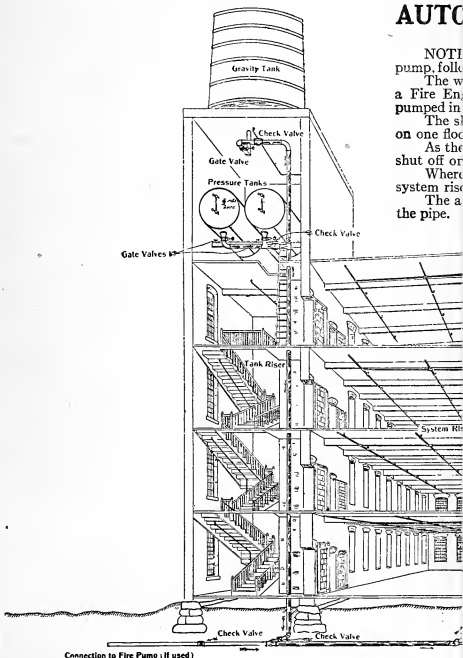 AUTO
NOTI
pump, follo
The w
a Fire En
pumped in
The sl
on one floo
As the
shut off or
Where
system rise
The a
the pipe.
Gravity Tank
Check Valve
Gate Valve
Pressure Tanks
Check Valve
Gate Valves
Tank Riser
System Ris
Check Valve
Check Valve
Connection to Fire Pump (If used)